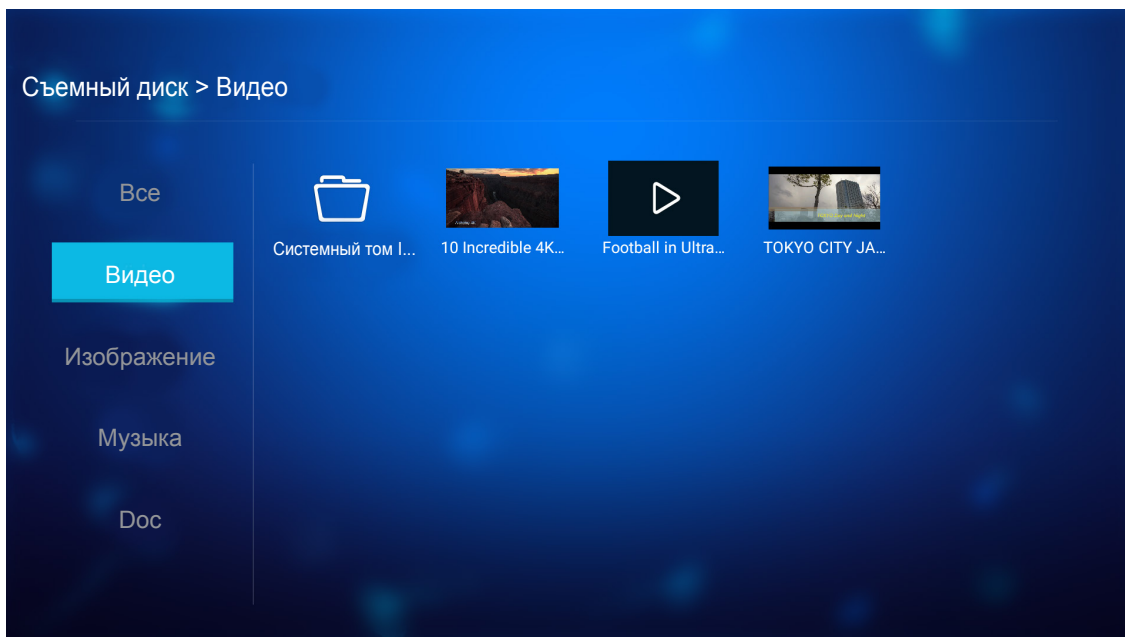 Съемный диск > Видео
Все
Видео
Изображение
Музыка
Doc
Системный том I...
10 Incredible 4K...
Football in Ultra...
TOKYO CITY JA...